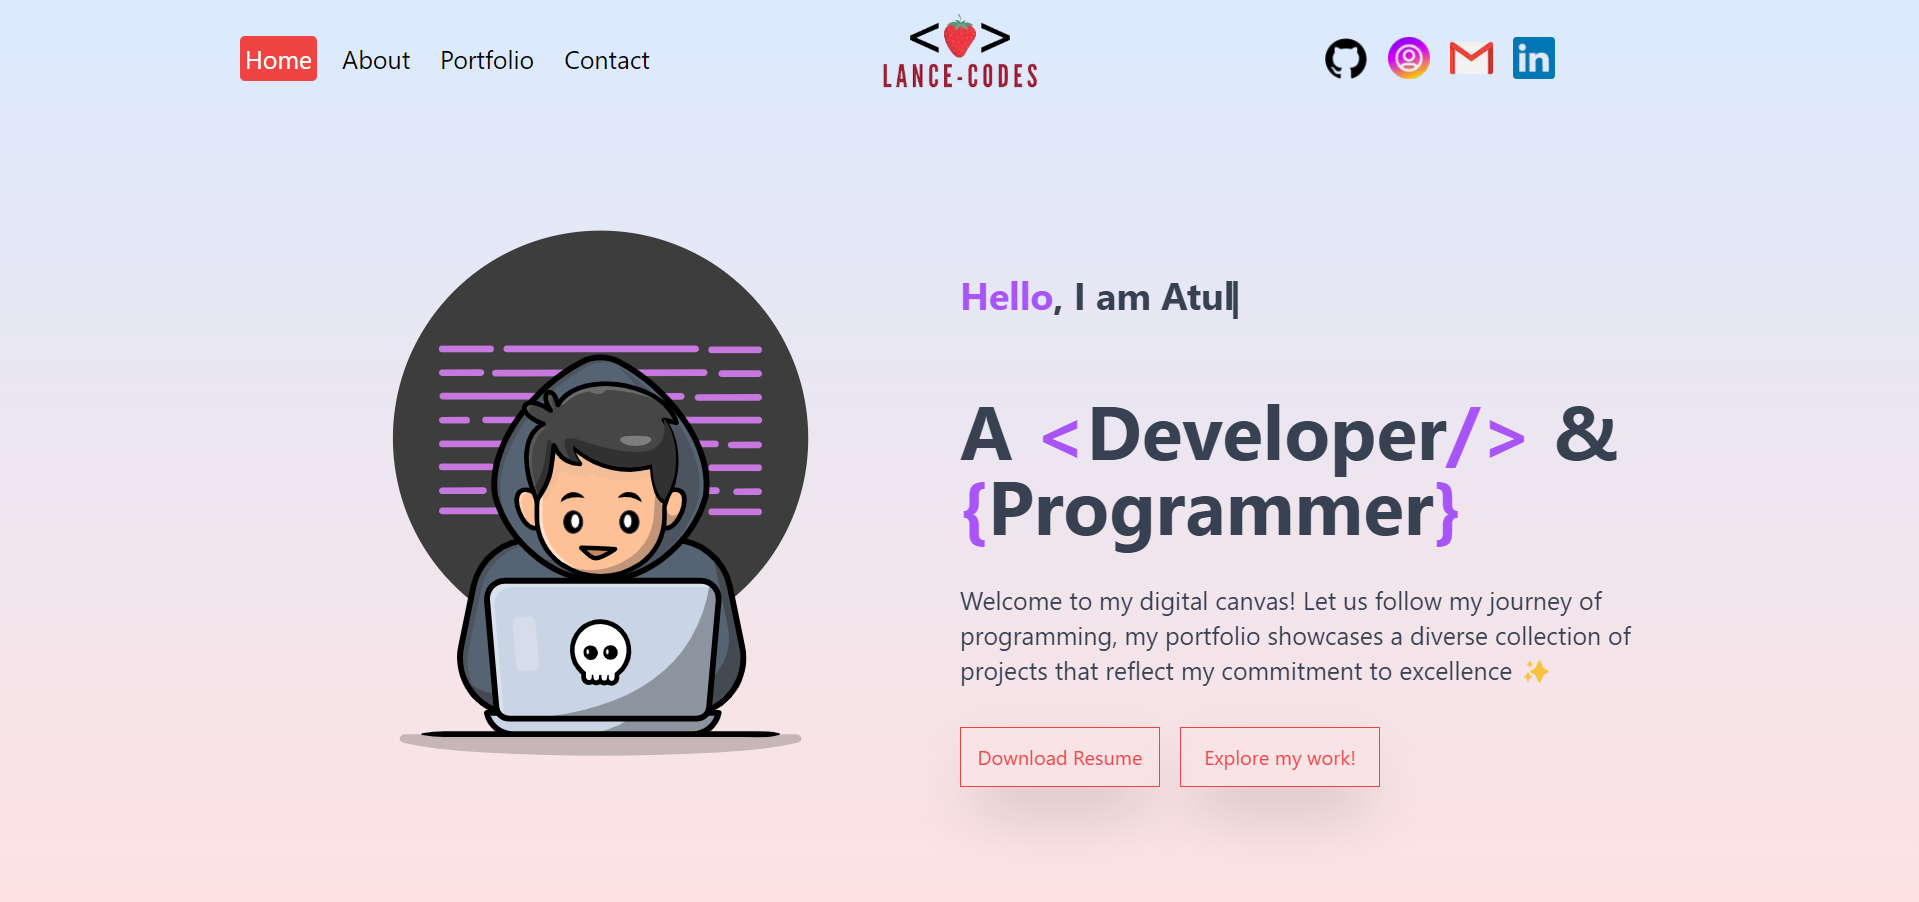 Home About Portfolio Contact
< >
LANCE-CODES
in
Hello, I am Atul
A <Developer/> &
{Programmer}
Welcome to my digital canvas! Let us follow my journey of
programming, my portfolio showcases a diverse collection of
projects that reflect my commitment to excellence ✨
Download Resume Explore my work!